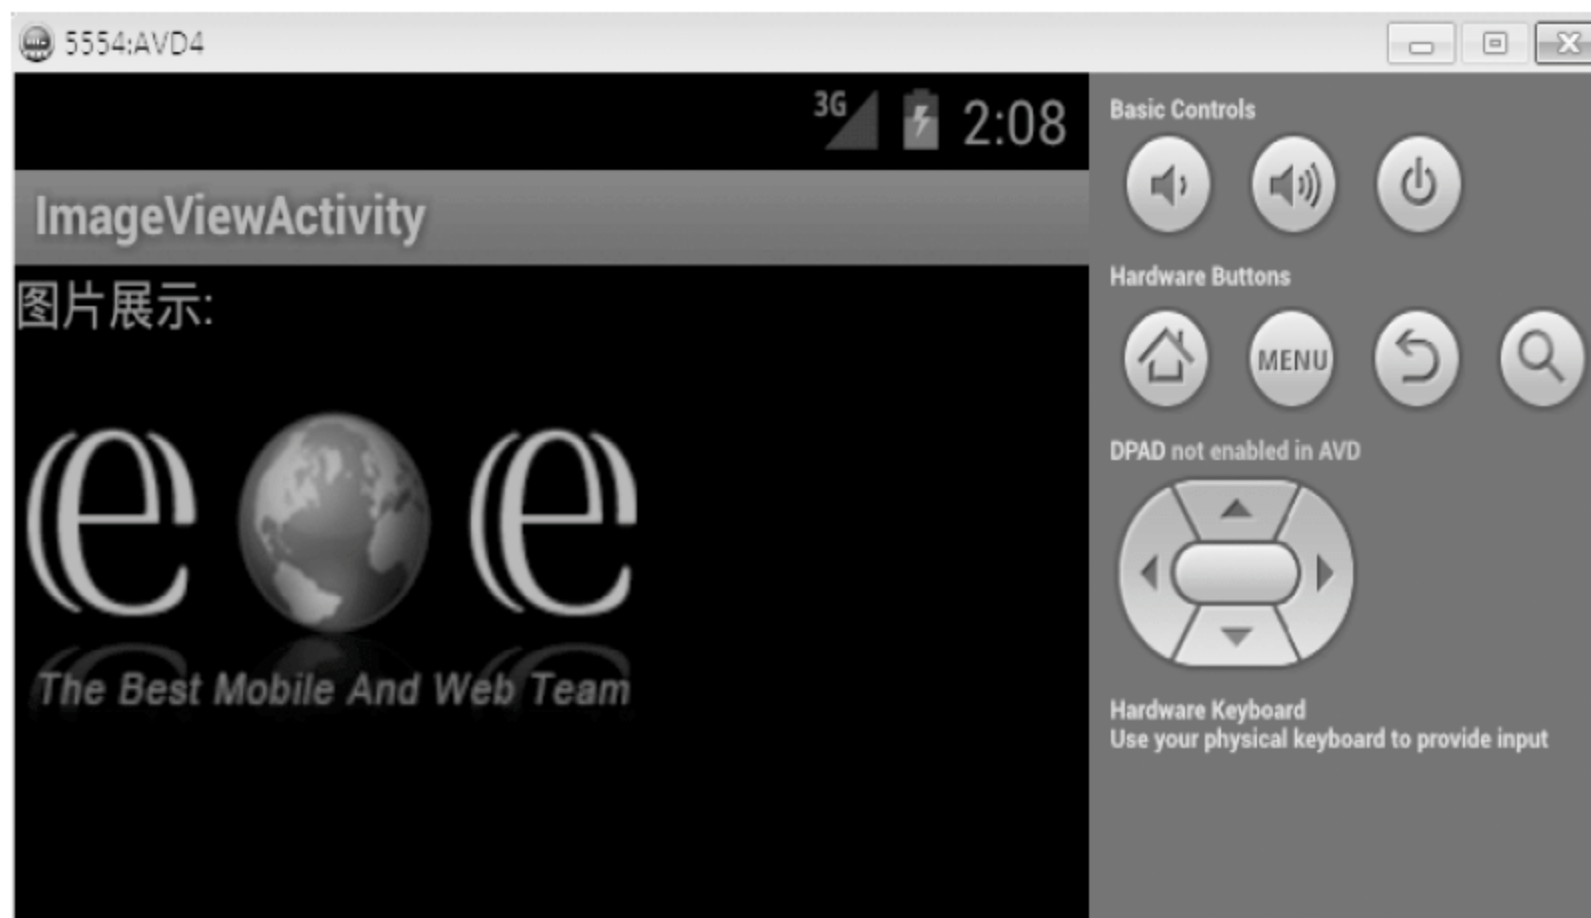 5554:AVD4
3G 2:08
ImageViewActivity
图片展示:
e e
The Best Mobile And Web Team
Basic Controls
Hardware Buttons
MENU
DPAD not enabled in AVD
Hardware Keyboard
Use your physical keyboard to provide input